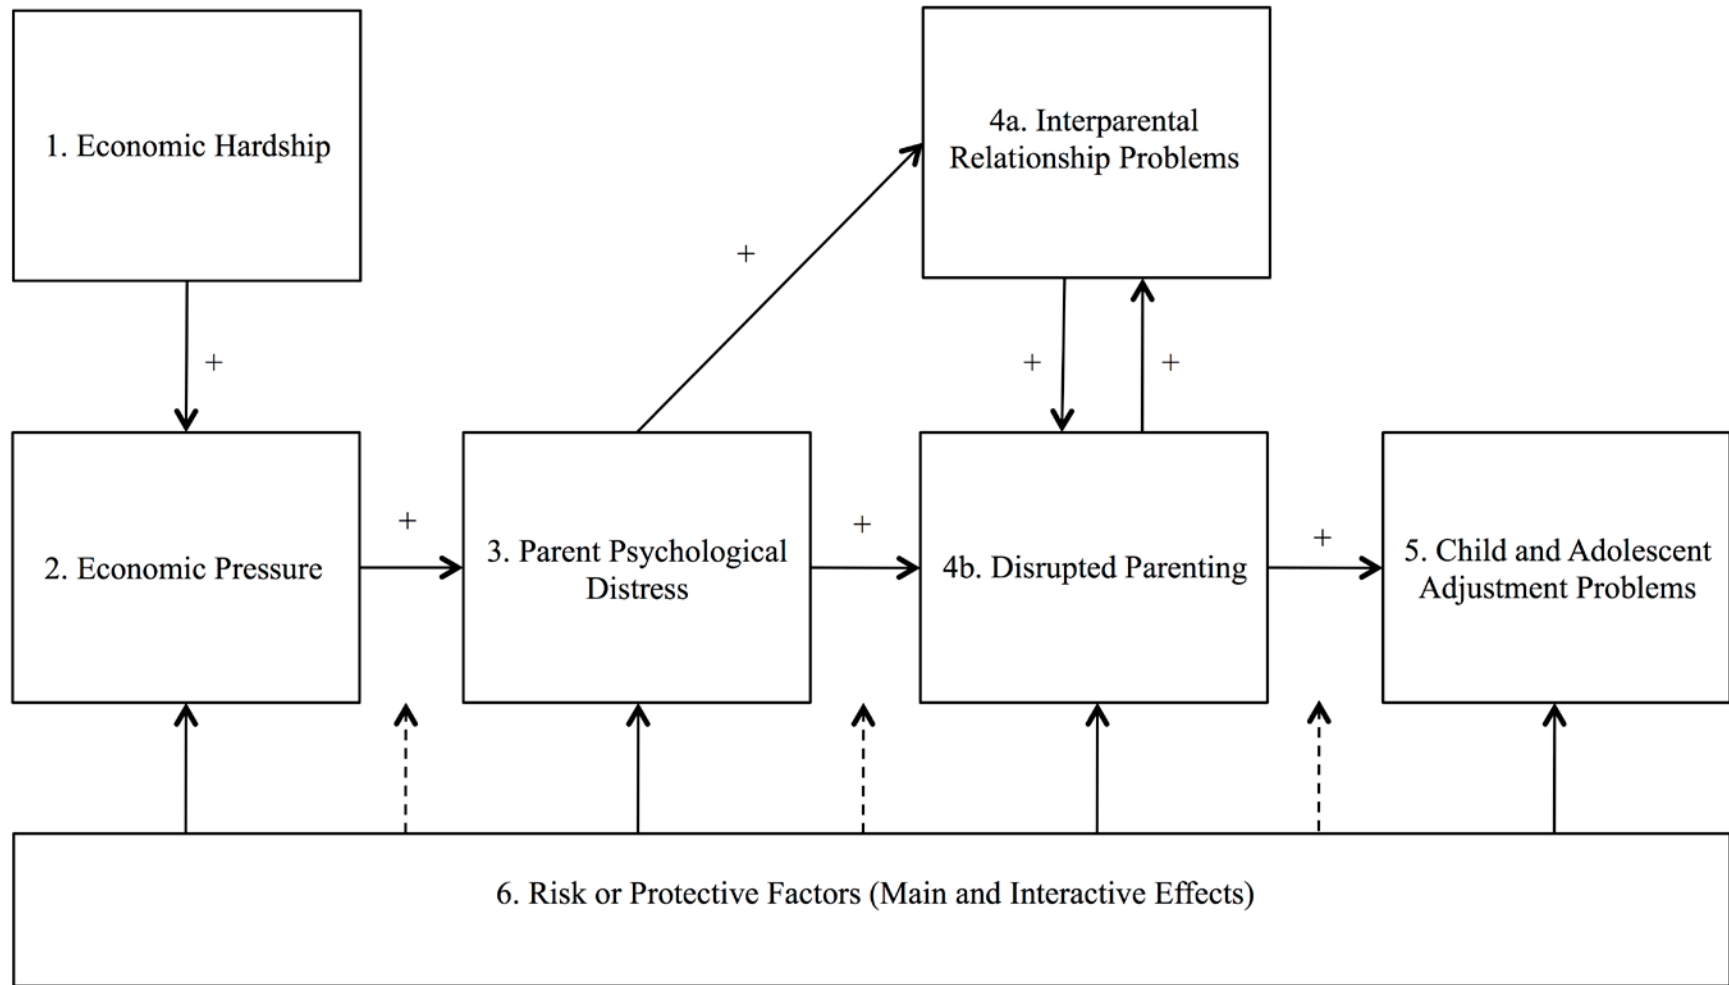 1. Economic Hardship
4a. Interparental
Relationship Problems
+
+
+
+
2. Economic Pressure
+
3. Parent Psychological
Distress
+
4b. Disrupted Parenting
+
5. Child and Adolescent
Adjustment Problems
6. Risk or Protective Factors (Main and Interactive Effects)